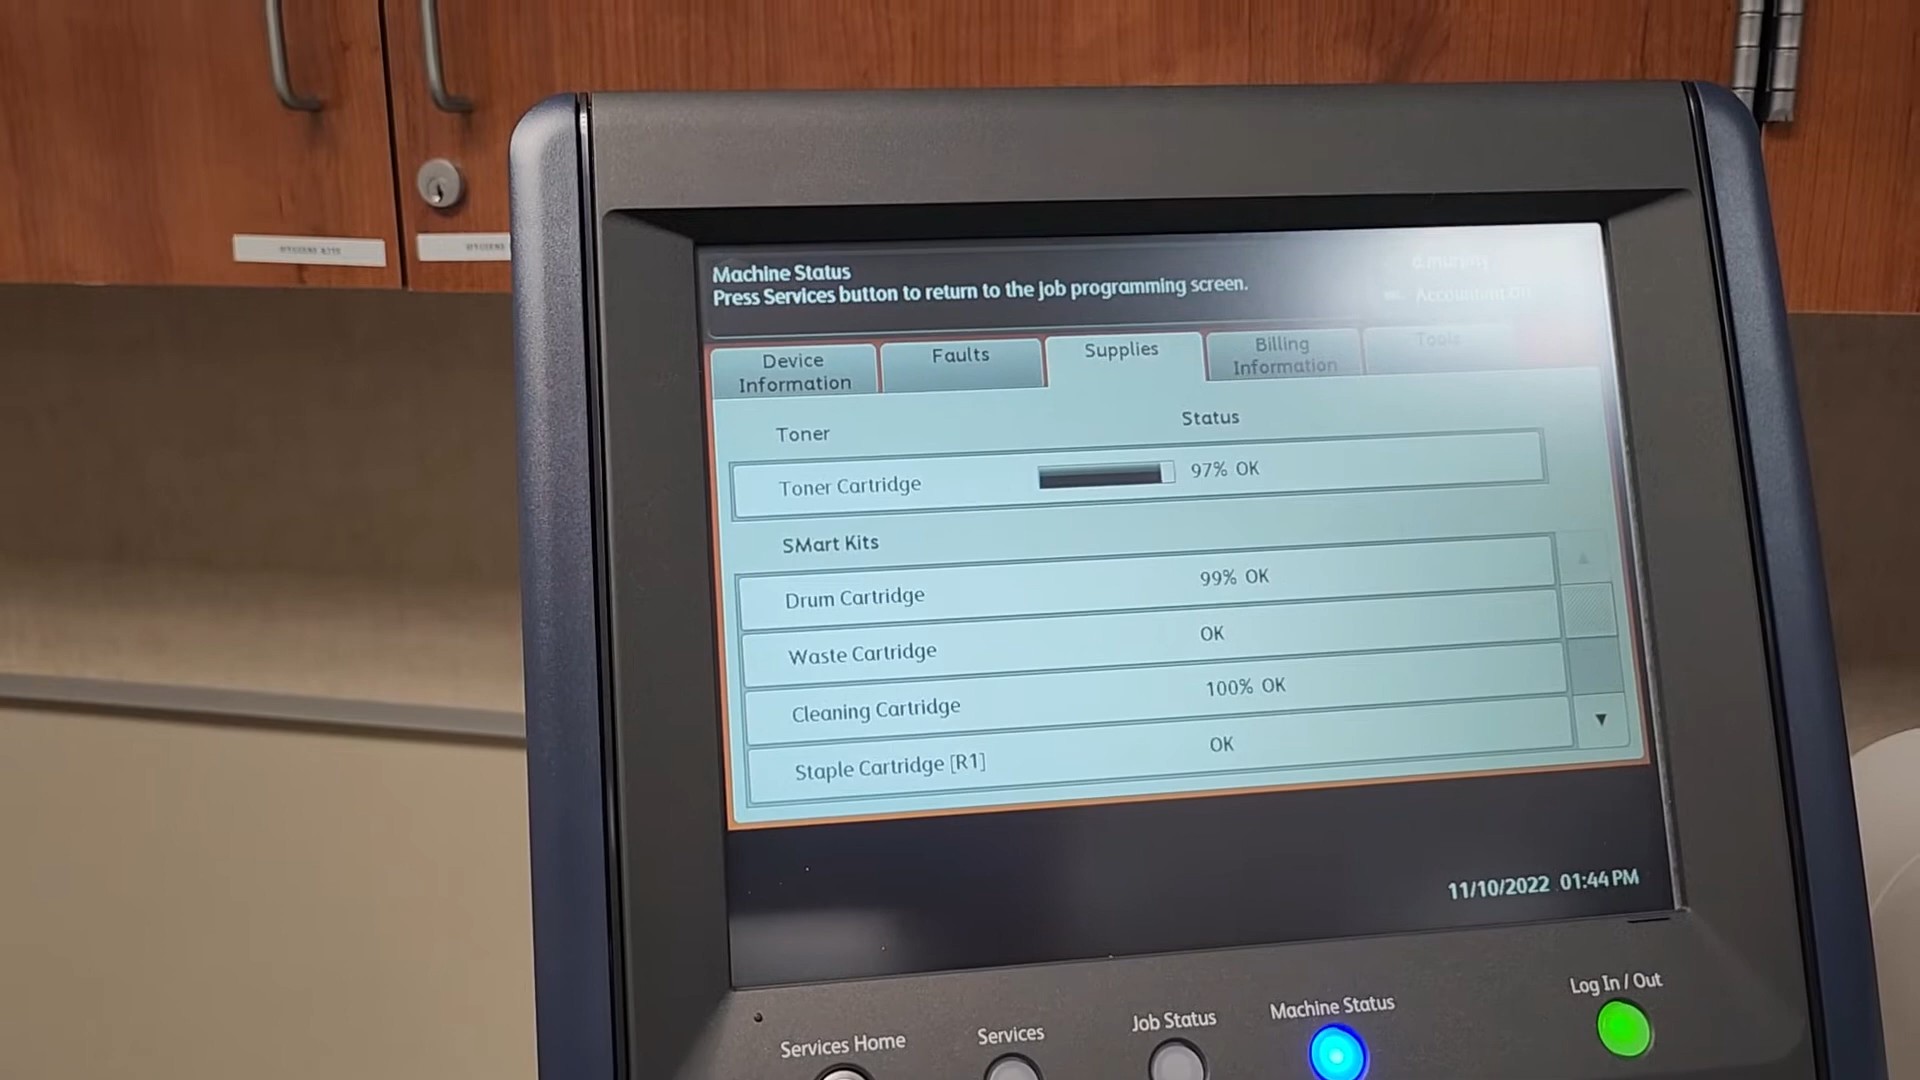 Machine Status
Press Services button to return to the job programming screen.
d.murphy
Device Information
Faults
Supplies
Billing Information
Tools
Toner
Status
Toner Cartridge 97% OK
SMart Kits
Drum Cartridge 99% OK
Waste Cartridge OK
Cleaning Cartridge 100% OK
Staple Cartridge [R1] OK
11/10/2022 01:44 PM
Services Home
Services
Job Status
Machine Status
Log In / Out